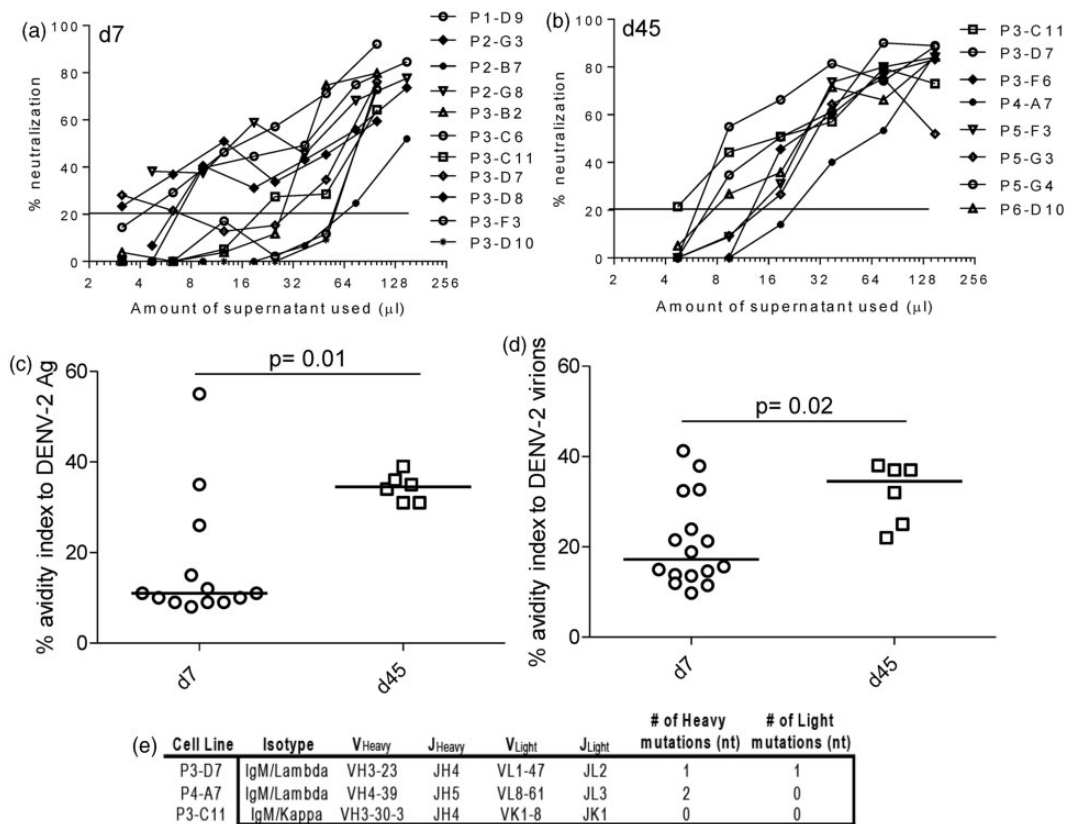 (a) d7
% neutralization
100
80
60
40
20
0
2 4 8 16 32 64 128 256
Amount of supernatant used (μl)
P1-D9
P2-G3
P2-B7
P2-G8
P3-B2
P3-C6
P3-C11
P3-D7
P3-D8
P3-F3
P3-D10
(b) d45
% neutralization
100
80
60
40
20
0
2 4 8 16 32 64 128 256
Amount of supernatant used (μl)
P3-C11
P3-D7
P3-F6
P4-A7
P5-F3
P5-G3
P5-G4
P6-D10
(c)
% avidity index to DENV-2 Ag
p= 0.01
60
40
20
0
d7 d45
(d)
% avidity index to DENV-2 virions
p= 0.02
60
40
20
0
d7 d45
(e)
Cell Line Isotype VHeavy JHeavy VLight JLight # of Heavy mutations (nt) # of Light mutations (nt)
P3-D7 IgM/Lambda VH3-23 JH4 VL1-47 JL2 1 1
P4-A7 IgM/Lambda VH4-39 JH5 VL8-61 JL3 2 0
P3-C11 IgM/Kappa VH3-30-3 JH4 VK1-8 JK1 0 0